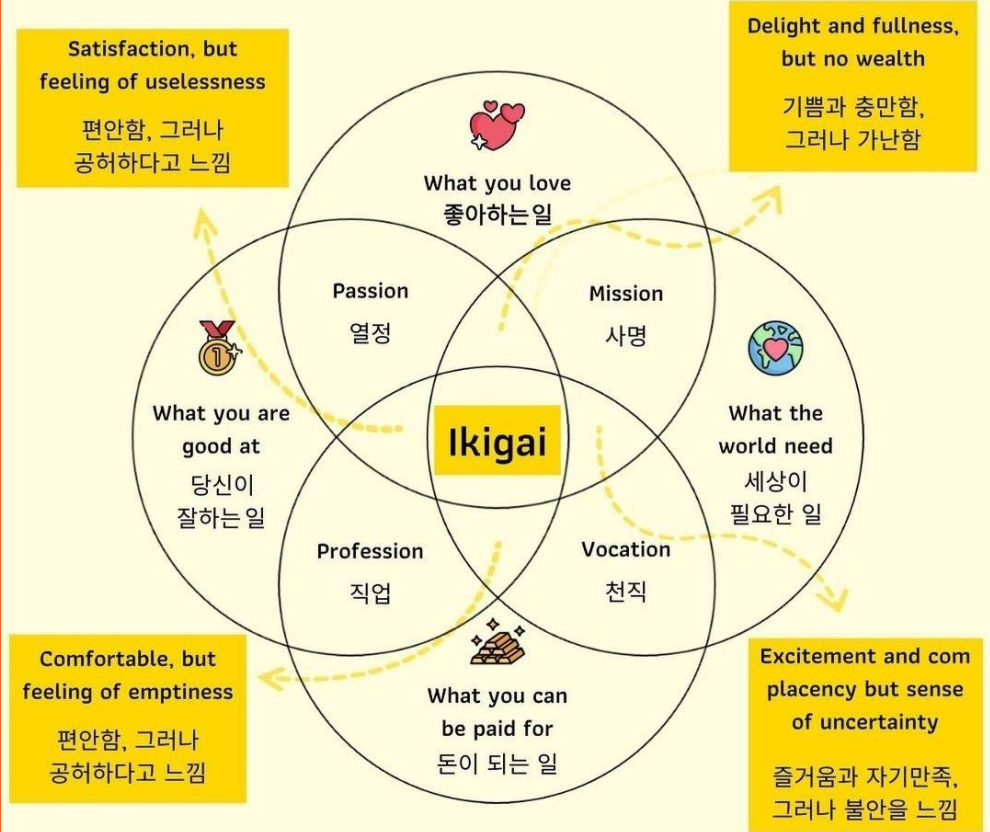 Satisfaction, but
feeling of uselessness
편안함, 그러나
공허하다고 느낌
Delight and fullness,
but no wealth
기쁨과 충만함,
그러나 가난함
What you love
좋아하는일
Passion
열정
Mission
사명
1
What you are
good at
당신이
잘하는일
Ikigai
What the
world need
세상이
필요한 일
Profession
직업
Vocation
천직
What you can
be paid for
돈이 되는 일
Comfortable, but
feeling of emptiness
편안함, 그러나
공허하다고 느낌
Excitement and com
placency but sense
of uncertainty
즐거움과 자기만족,
그러나 불안을 느낌